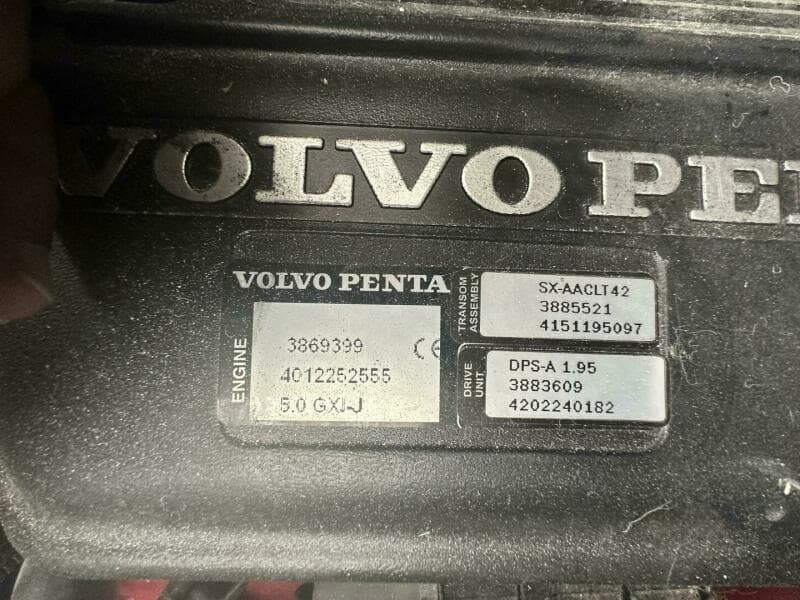 VOLVO PE
VOLVO PENTA
ENGINE
3869399
CE
4012252555
5.0 GXI-J
TRANSOM
ASSEMBLY
SX-AACLT42
3885521
4151195097
DRIVE
UNIT
DPS-A 1.95
3883609
4202240182